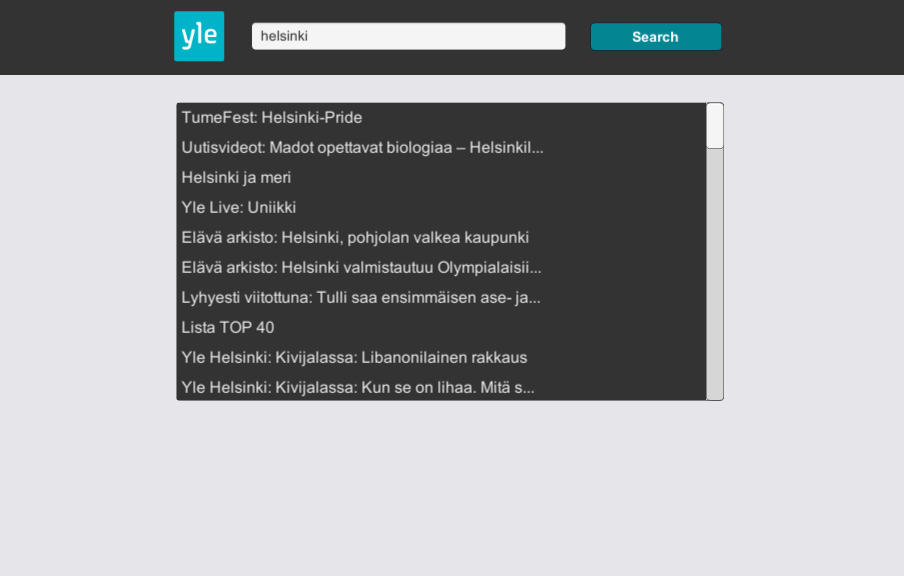 yle
helsinki
Search
TumeFest: Helsinki-Pride
Uutisvideot: Madot opettavat biologiaa – Helsinkil...
Helsinki ja meri
Yle Live: Uniikki
Elävä arkisto: Helsinki, pohjolan valkea kaupunki
Elävä arkisto: Helsinki valmistautuu Olympialaisii...
Lyhyesti viitottuna: Tulli saa ensimmäisen ase- ja...
Lista TOP 40
Yle Helsinki: Kivijalassa: Libanonilainen rakkaus
Yle Helsinki: Kivijalassa: Kun se on lihaa. Mitä s...